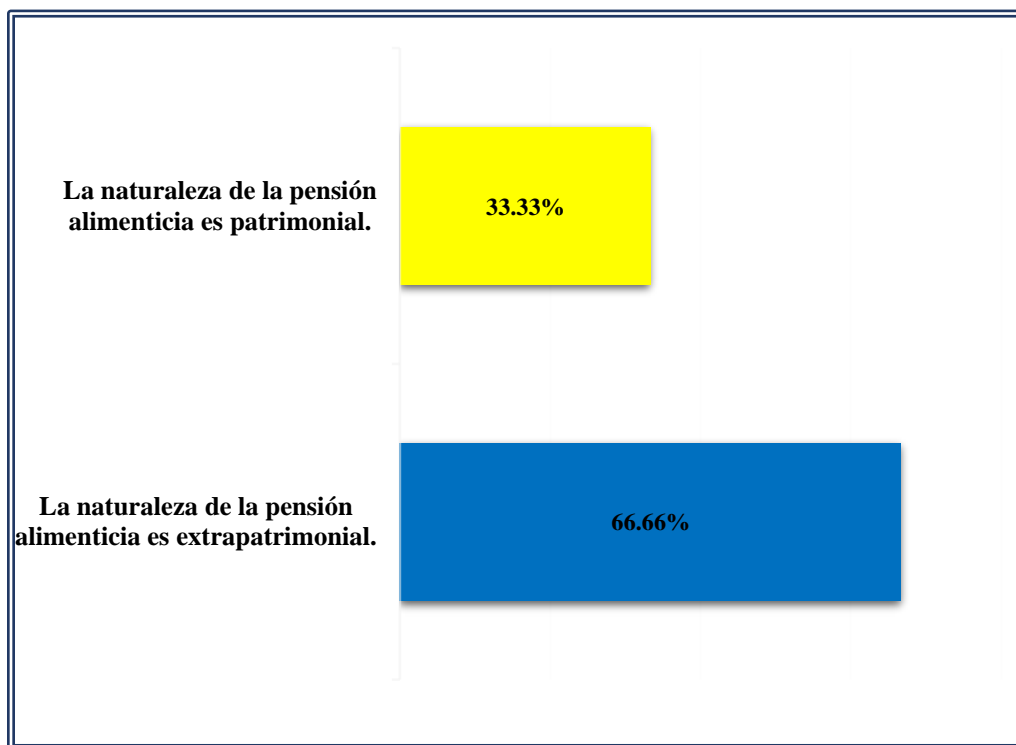 La naturaleza de la pensión
alimenticia es patrimonial.
33.33%
La naturaleza de la pensión
alimenticia es extrapatrimonial.
66.66%